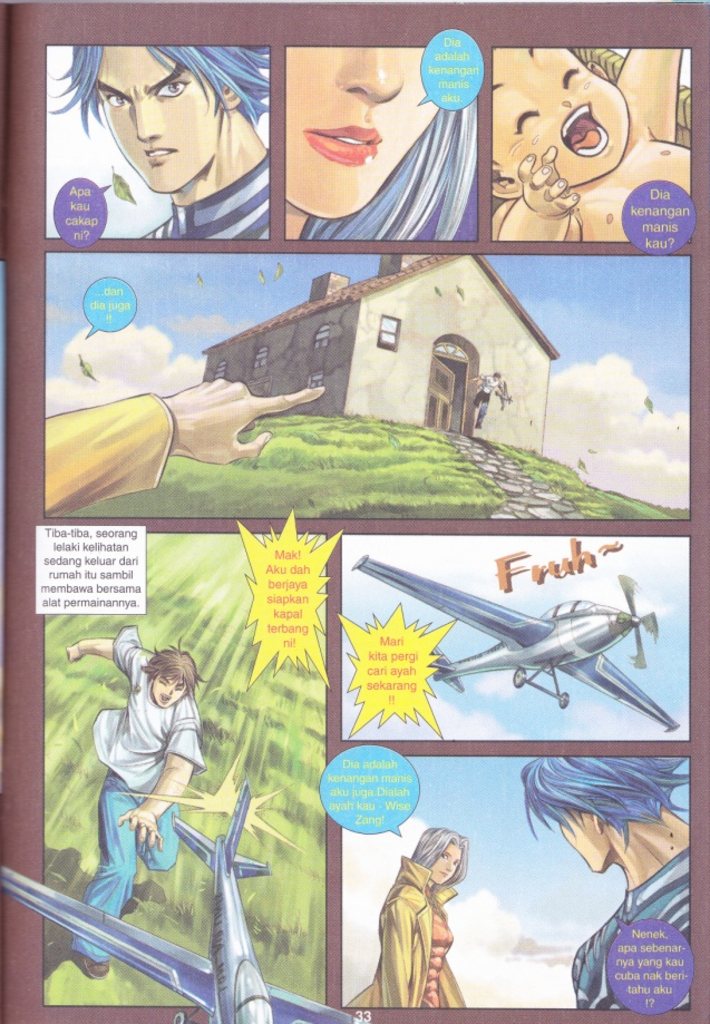 Apa
kau
cakap
ni?
Dia
adalah
kenangan
manis
aku.
Dia
kenangan
manis
kau?
...dan
dia juga
!!
Tiba-tiba, seorang
lelaki kelihatan
sedang keluar dari
rumah itu sambil
membawa bersama
alat permainannya.
Mak!
Aku dah
berjaya
siapkan
kapal
terbang
ni!
Fruh~
Mari
kita pergi
cari ayah
sekarang
!!
Dia adalah
kenangan manis
aku juga.Dialah
ayah kau - Wise
Zang!
Nenek,
apa sebenar-
nya yang kau
cuba nak beri-
tahu aku
!?
33